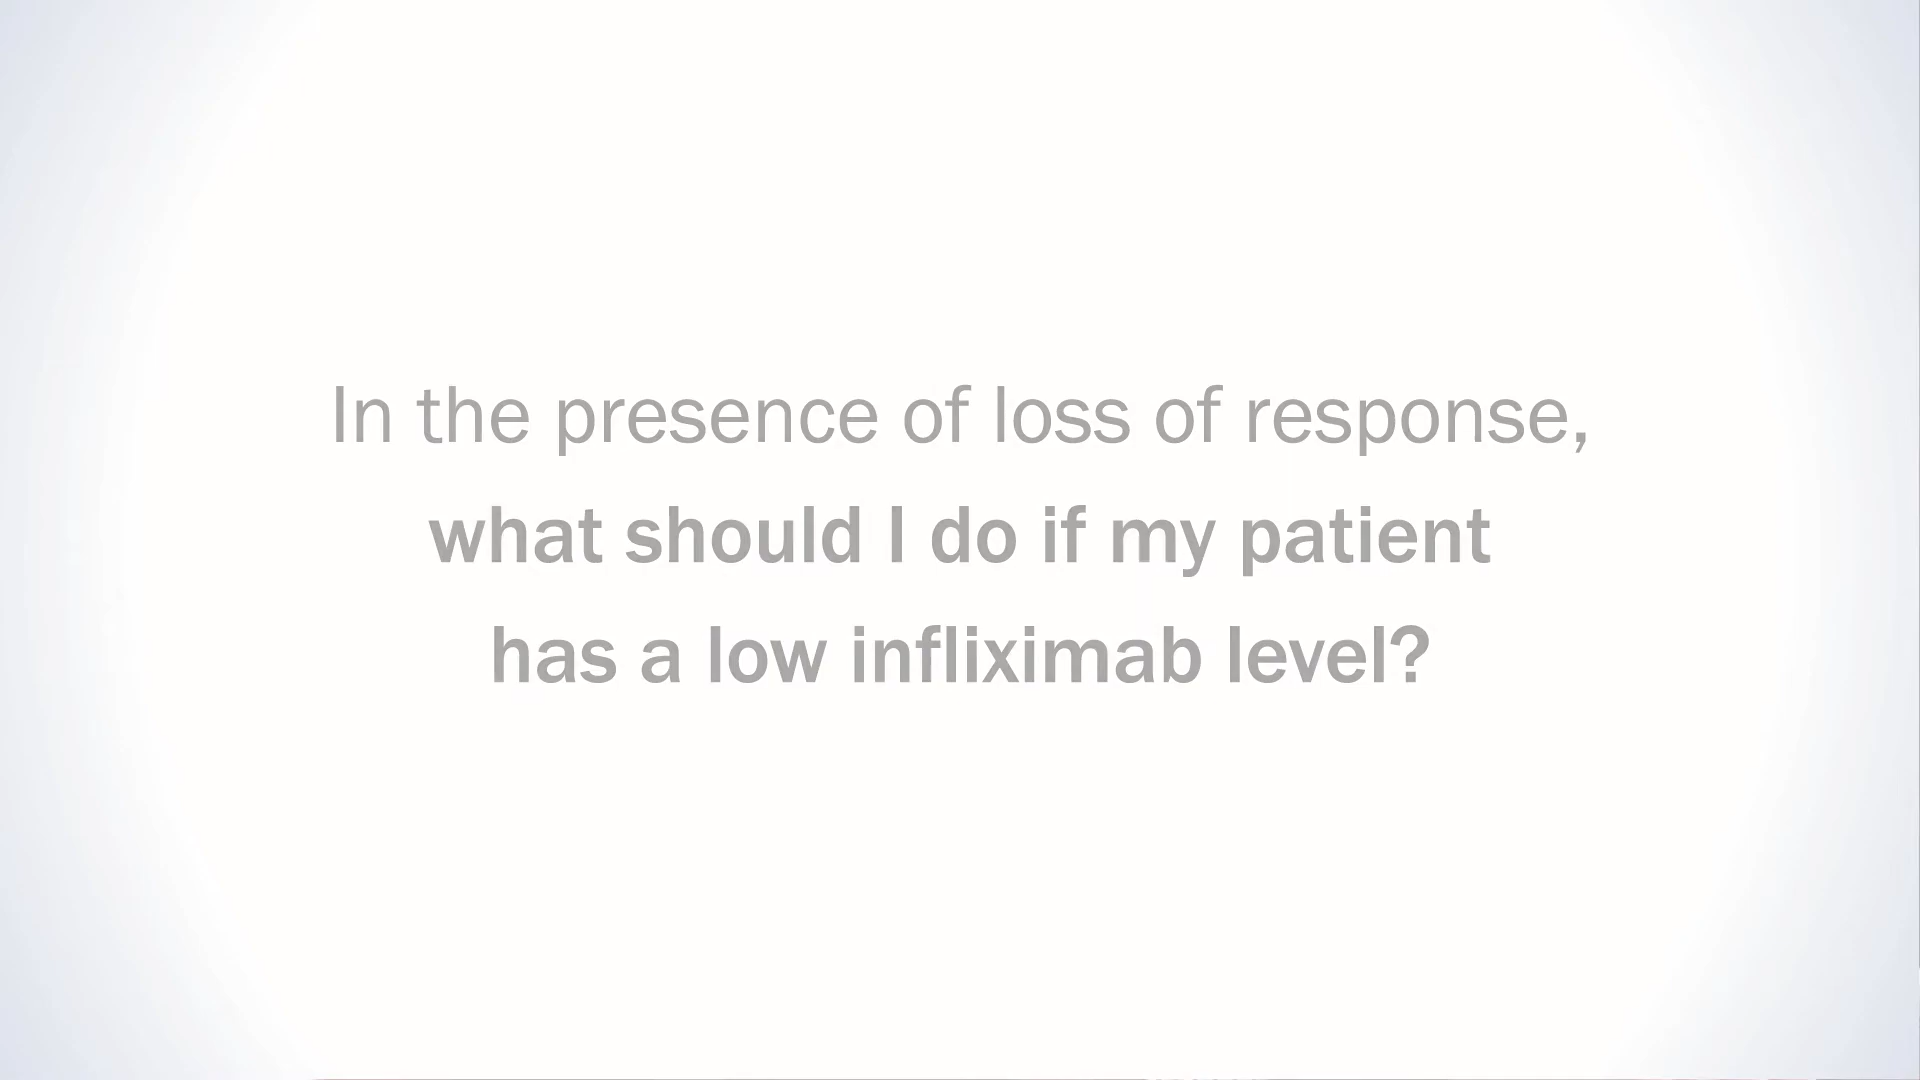 In the presence of loss of response,
what should I do if my patient
has a low infliximab level?